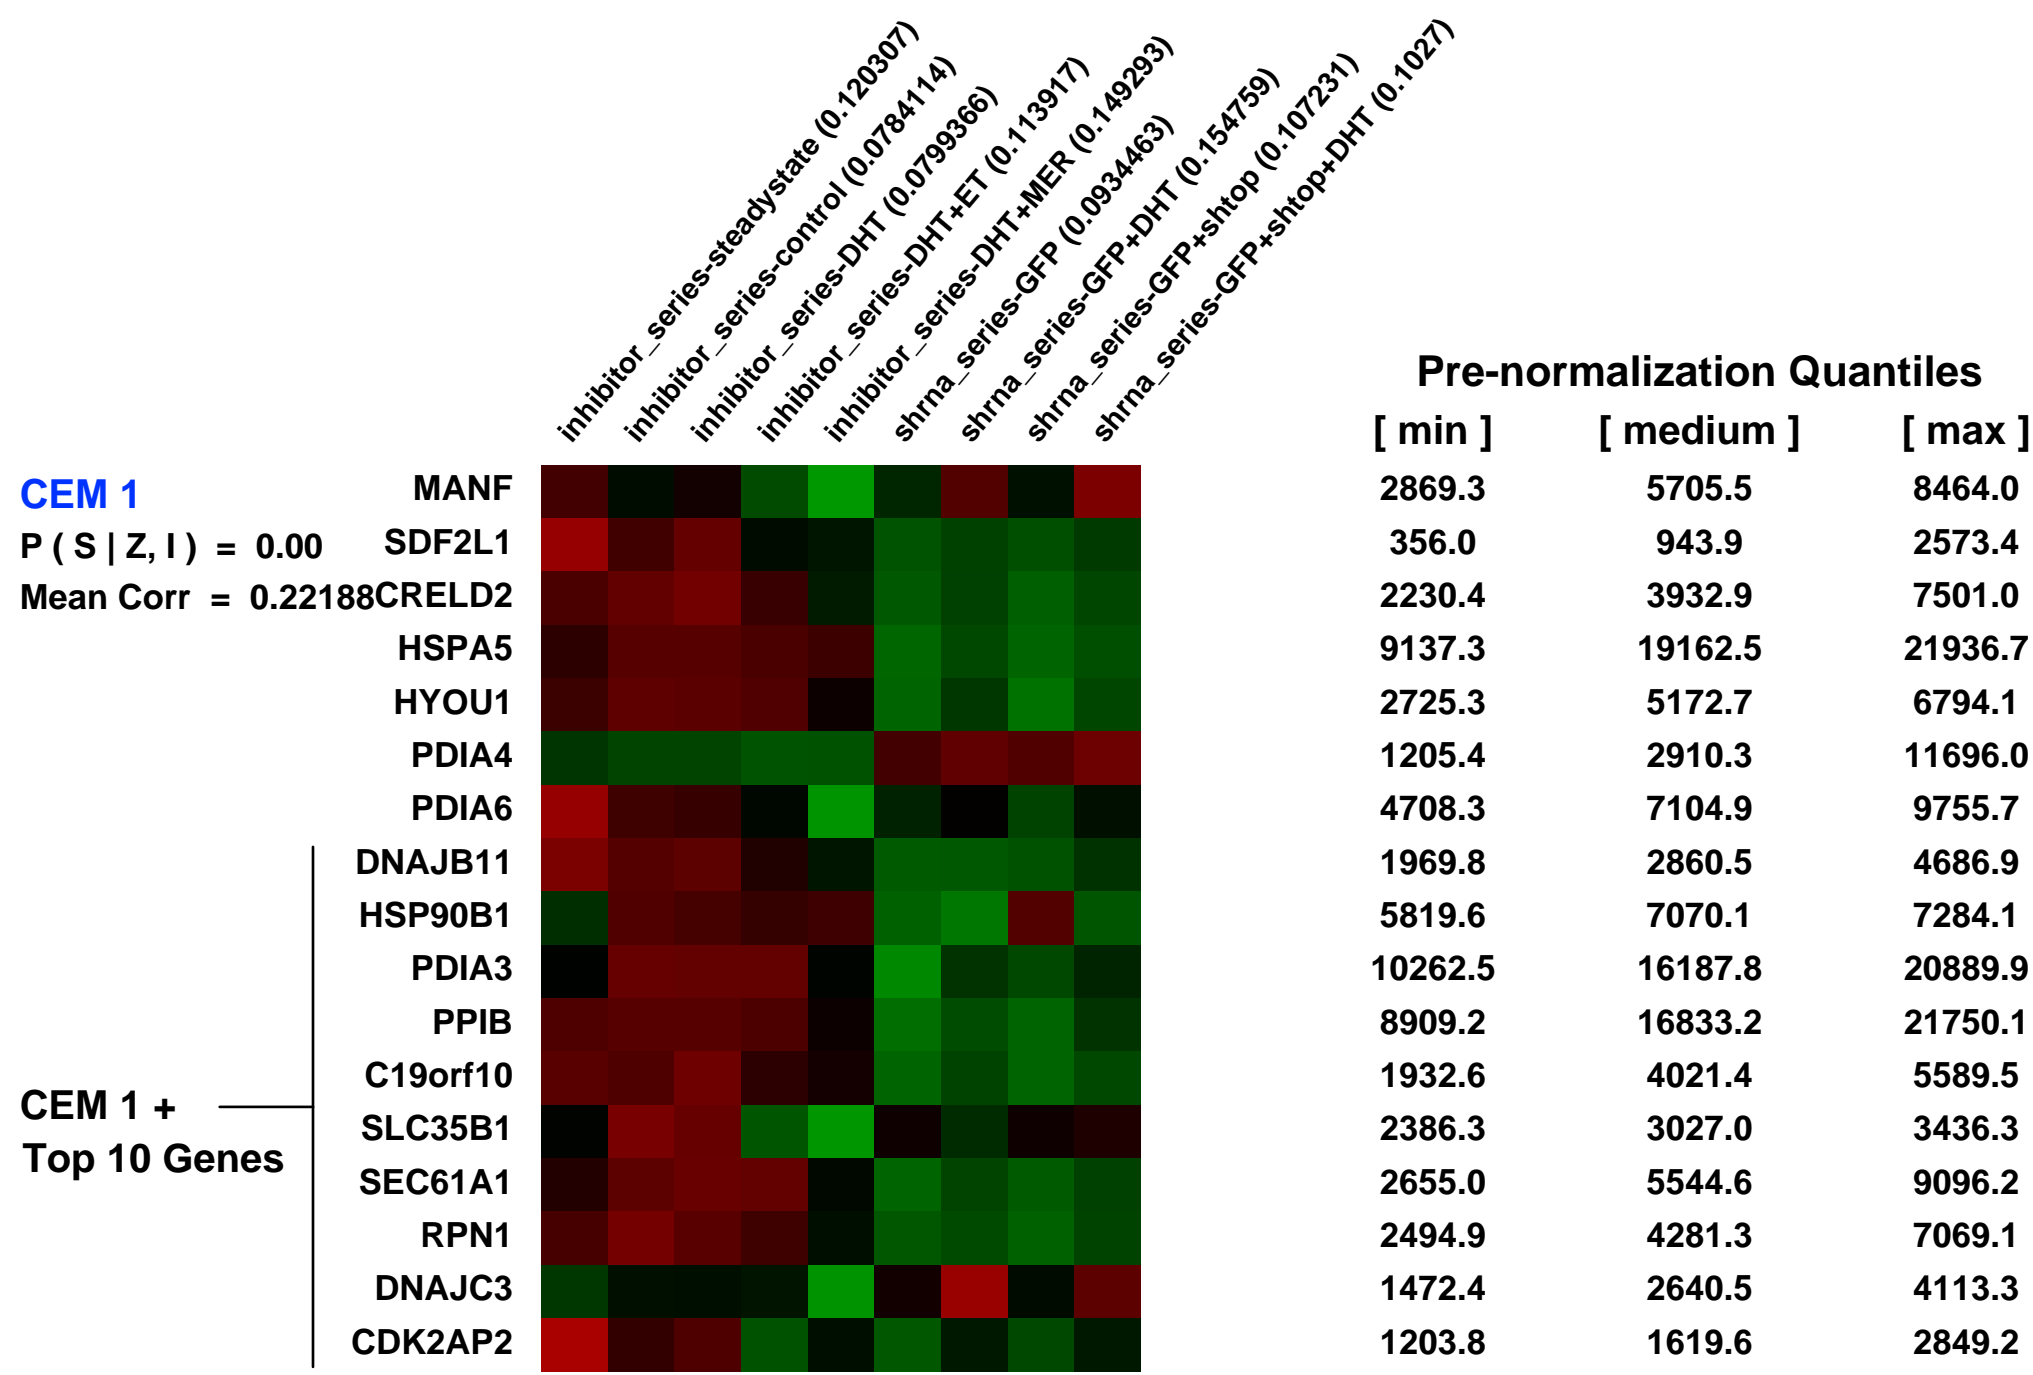 inhibitor_series-steadystate (0.120307)
inhibitor_series-control (0.0784114)
inhibitor_series-DHT (0.0799366)
inhibitor_series-DHT+ET (0.113917)
inhibitor_series-DHT+MER (0.149293)
shrna_series-GFP (0.0934463)
shrna_series-GFP+DHT (0.154759)
shrna_series-GFP+shtop (0.107231)
shrna_series-GFP+shtop+DHT (0.1027)
Pre-normalization Quantiles
[ min ] [ medium ] [ max ]
CEM 1
P ( S | Z, I ) = 0.00
Mean Corr = 0.22188
MANF 2869.3 5705.5 8464.0
SDF2L1 356.0 943.9 2573.4
CRELD2 2230.4 3932.9 7501.0
HSPA5 9137.3 19162.5 21936.7
HYOU1 2725.3 5172.7 6794.1
PDIA4 1205.4 2910.3 11696.0
PDIA6 4708.3 7104.9 9755.7
DNAJB11 1969.8 2860.5 4686.9
HSP90B1 5819.6 7070.1 7284.1
PDIA3 10262.5 16187.8 20889.9
PPIB 8909.2 16833.2 21750.1
C19orf10 1932.6 4021.4 5589.5
SLC35B1 2386.3 3027.0 3436.3
SEC61A1 2655.0 5544.6 9096.2
RPN1 2494.9 4281.3 7069.1
DNAJC3 1472.4 2640.5 4113.3
CDK2AP2 1203.8 1619.6 2849.2
CEM 1 +
Top 10 Genes